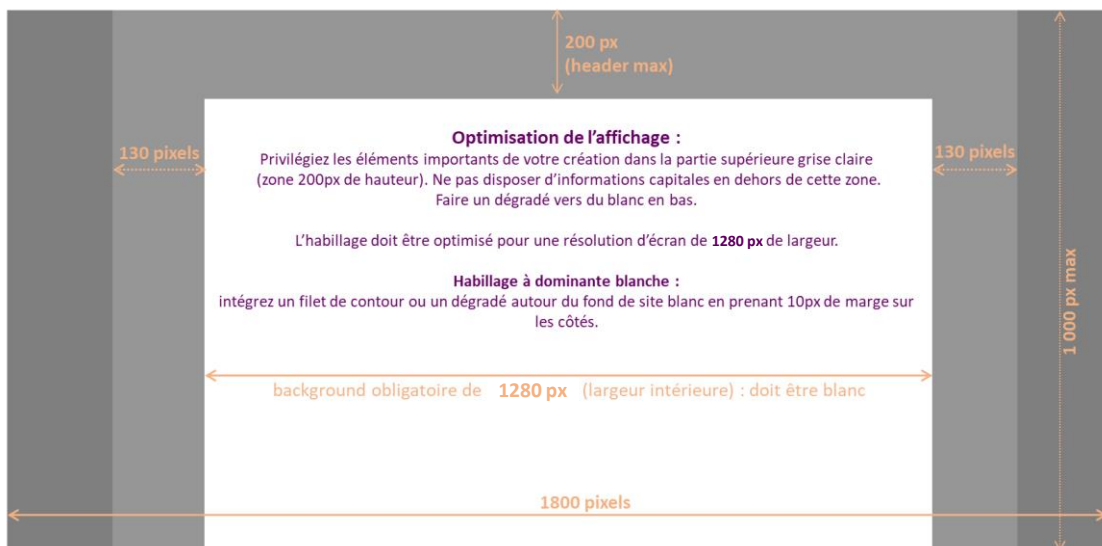 200 px
(header max)
Optimisation de l’affichage :
130 pixels
130 pixels
Privilégiez les éléments importants de votre création dans la partie supérieure grise claire
(zone 200px de hauteur). Ne pas disposer d’informations capitales en dehors de cette zone.
Faire un dégradé vers du blanc en bas.
L’habillage doit être optimisé pour une résolution d’écran de 1280 px de largeur.
Habillage à dominante blanche :
intégrez un filet de contour ou un dégradé autour du fond de site blanc en prenant 10px de marge sur
les côtés.
1 000 px max
background obligatoire de 1280 px (largeur intérieure) : doit être blanc
1800 pixels